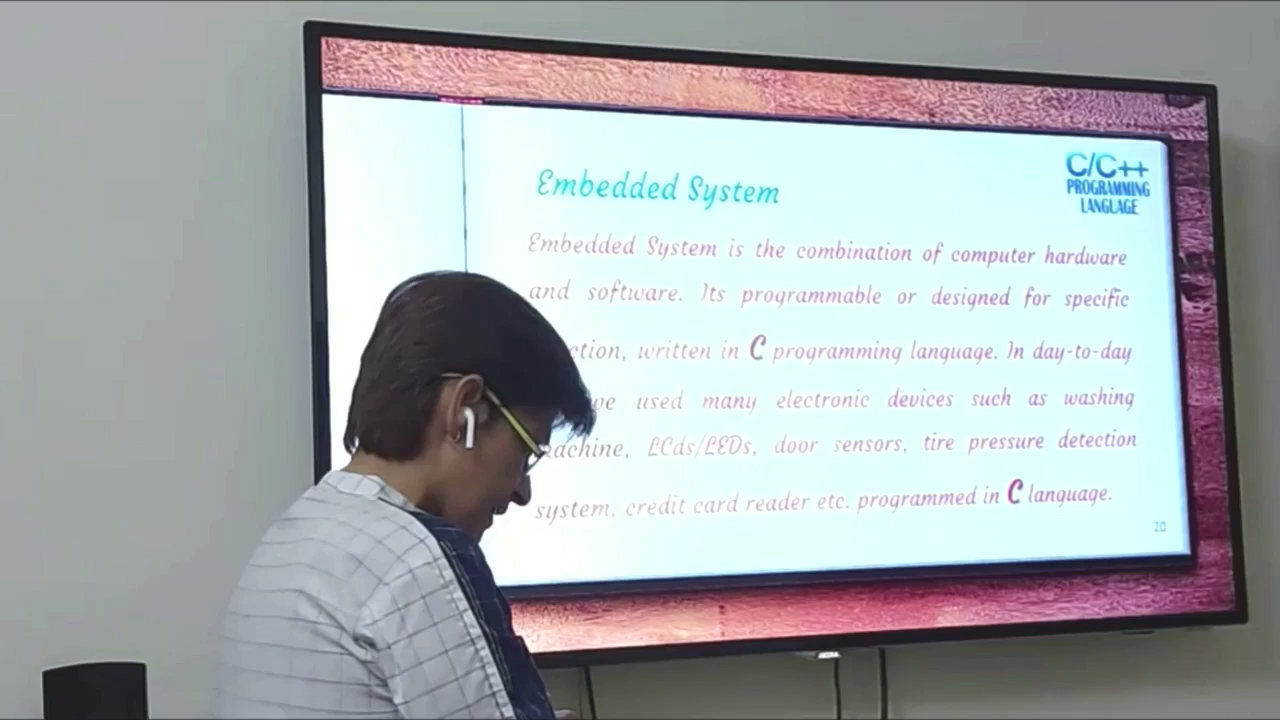 C/C++
PROGRAMMING
LANGUAGE
Embedded System
Embedded System is the combination of computer hardware
and software. Its programmable or designed for specific
ction, written in C programming language. In day-to-day
we used many electronic devices such as washing
machine, LCds/LEDs, door sensors, tire pressure detection
system, credit card reader etc. programmed in C language.
20